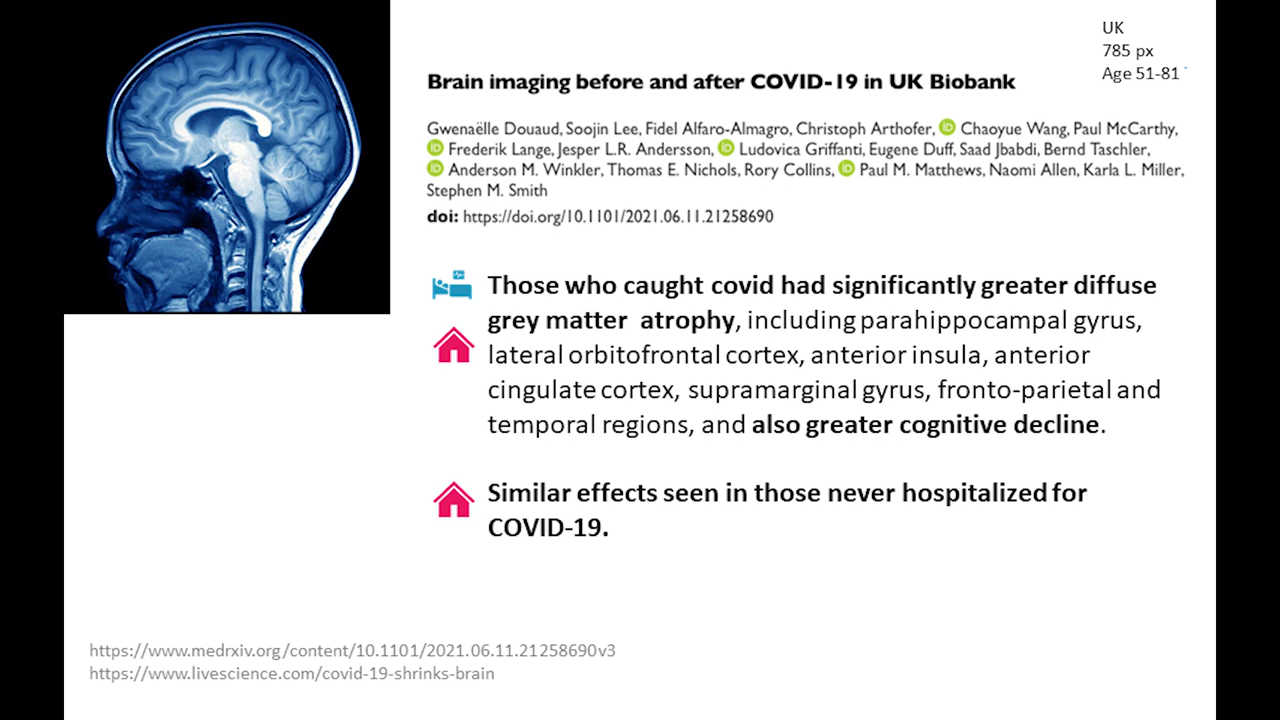 UK
785 px
Age 51-81
Brain imaging before and after COVID-19 in UK Biobank
Gwenaëlle Douaud, Soojin Lee, Fidel Alfaro-Almagro, Christoph Arthofer, iD Chaoyue Wang, Paul McCarthy,
iD Frederik Lange, Jesper L.R. Andersson, iD Ludovica Griffanti, Eugene Duff, Saad Jbabdi, Bernd Taschler,
iD Anderson M. Winkler, Thomas E. Nichols, Rory Collins, iD Paul M. Matthews, Naomi Allen, Karla L. Miller,
Stephen M. Smith
doi: https://doi.org/10.1101/2021.06.11.21258690
Those who caught covid had significantly greater diffuse
grey matter atrophy, including parahippocampal gyrus,
lateral orbitofrontal cortex, anterior insula, anterior
cingulate cortex, supramarginal gyrus, fronto-parietal and
temporal regions, and also greater cognitive decline.
Similar effects seen in those never hospitalized for
COVID-19.
https://www.medrxiv.org/content/10.1101/2021.06.11.21258690v3
https://www.livescience.com/covid-19-shrinks-brain